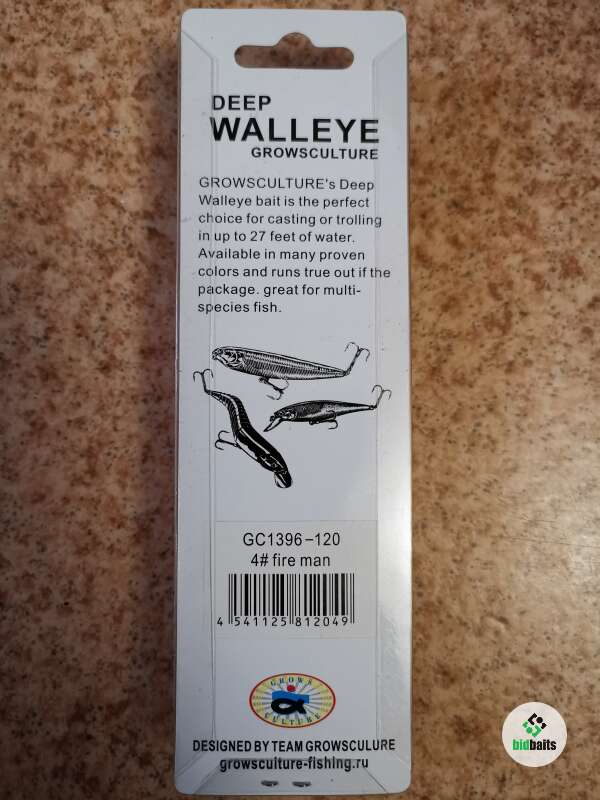 DEEP
WALLEYE
GROWSCULTURE
GROWSCULTURE's Deep
Walleye bait is the perfect
choice for casting or trolling
in up to 27 feet of water.
Available in many proven
colors and runs true out if the
package. great for multi-
species fish.
GC1396-120
4# fire man
4 541125 812049
GROWS
CULTURE
DESIGNED BY TEAM GROWSCULURE
growsculture-fishing.ru
bidbaits